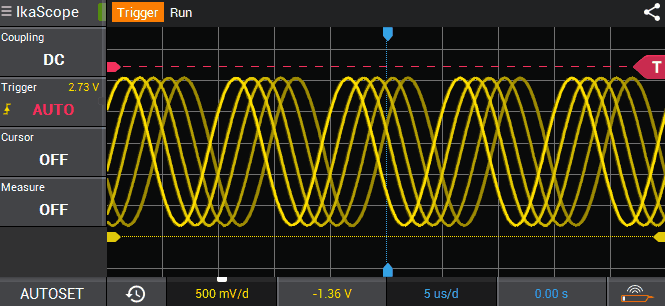 IkaScope
Trigger Run
Coupling
DC
Trigger 2.73 V
AUTO
T
Cursor
OFF
Measure
OFF
AUTOSET 500 mV/d -1.36 V 5 us/d 0.00 s